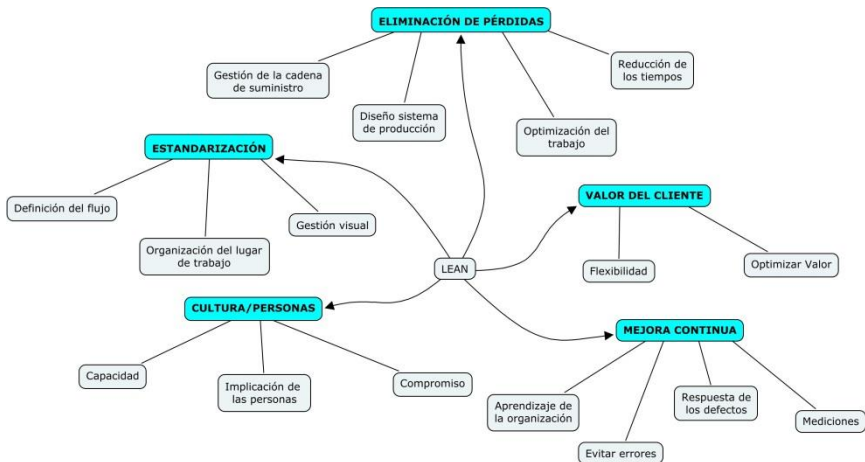 ELIMINACIÓN DE PÉRDIDAS
Gestión de la cadena
de suministro
Diseño sistema
de producción
Optimización del
trabajo
Reducción de
los tiempos
ESTANDARIZACIÓN
Definición del flujo
Organización del lugar
de trabajo
Gestión visual
VALOR DEL CLIENTE
Flexibilidad
Optimizar Valor
LEAN
CULTURA/PERSONAS
Capacidad
Implicación de
las personas
Compromiso
MEJORA CONTINUA
Aprendizaje de
la organización
Evitar errores
Respuesta de
los defectos
Mediciones